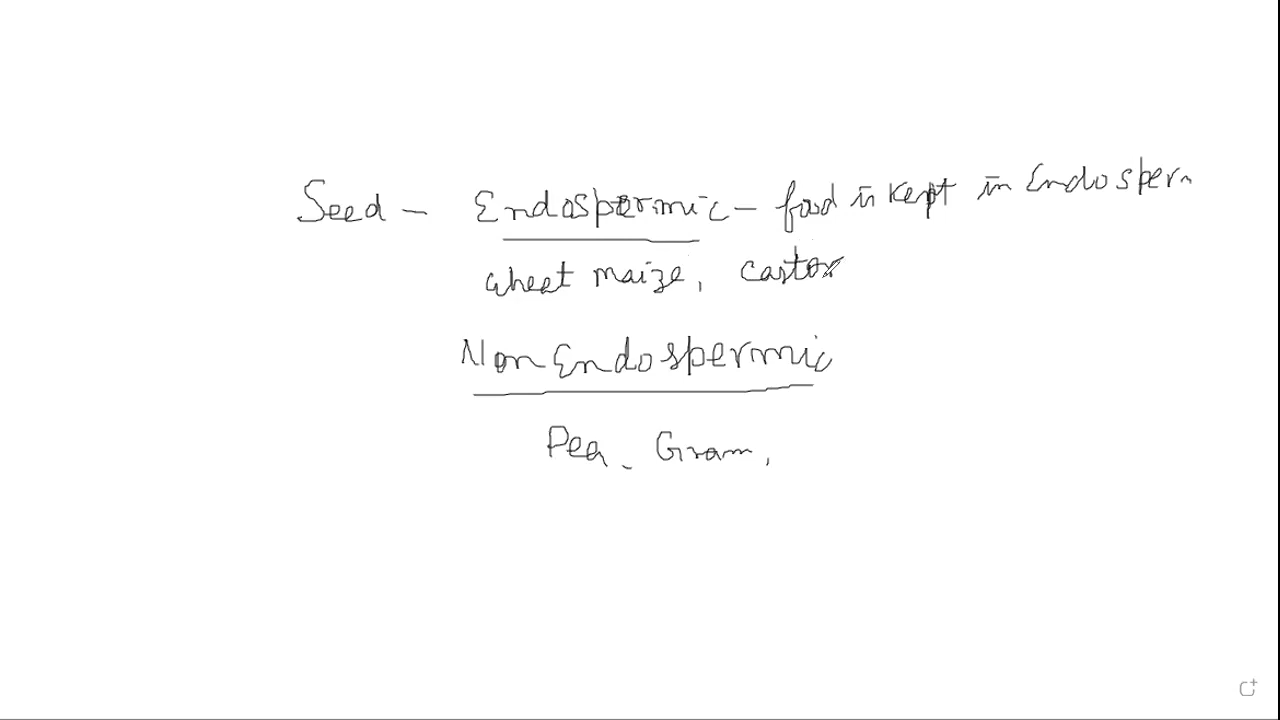 Seed - Endospermic - food is kept in Endosperm
wheat maize, castor
Non Endospermic
Pea, Gram,